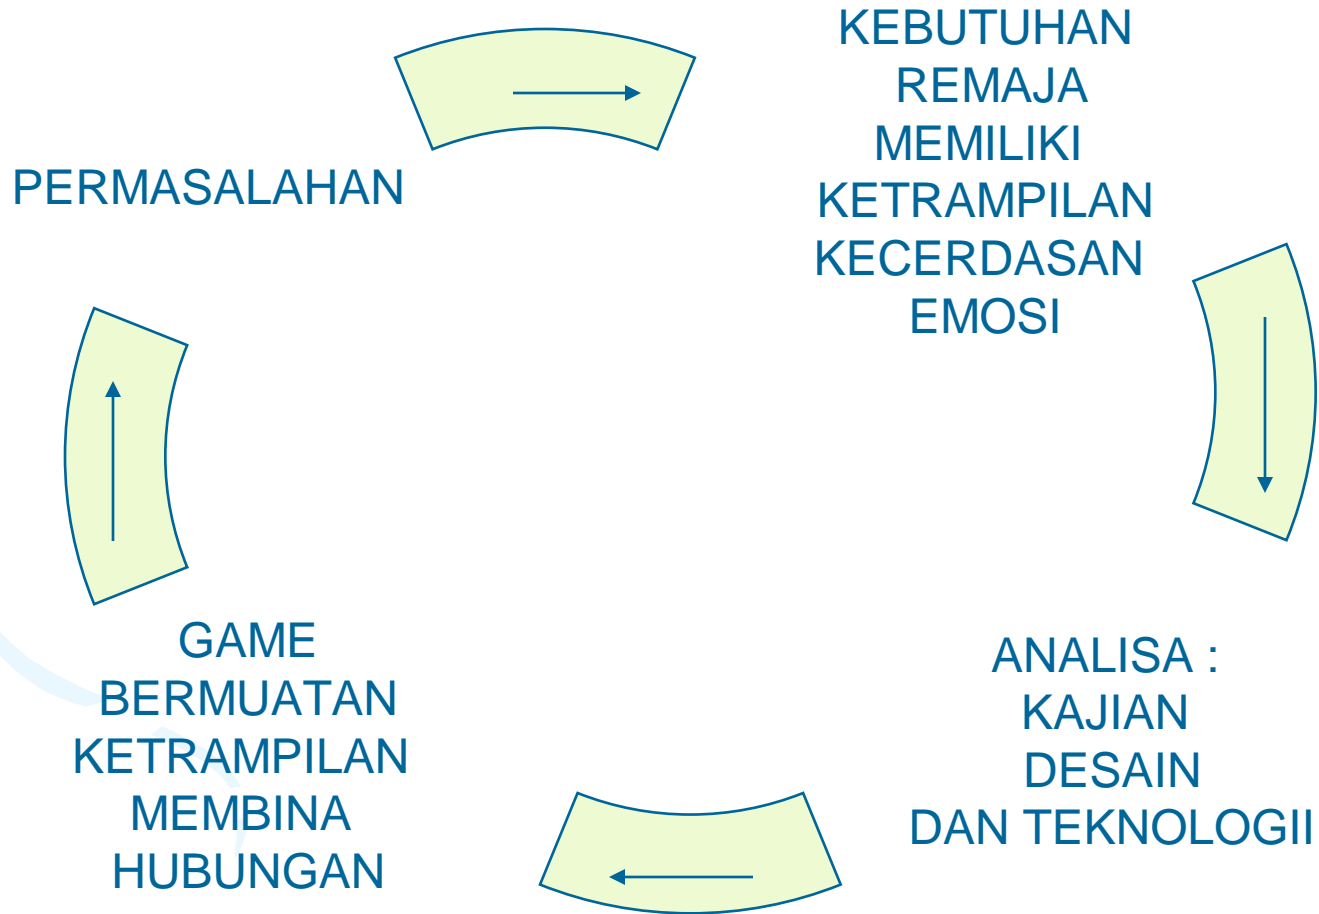 PERMASALAHAN
KEBUTUHAN
REMAJA
MEMILIKI
KETRAMPILAN
KECERDASAN
EMOSI
ANALISA :
KAJIAN
DESAIN
DAN TEKNOLOGII
GAME
BERMUATAN
KETRAMPILAN
MEMBINA
HUBUNGAN